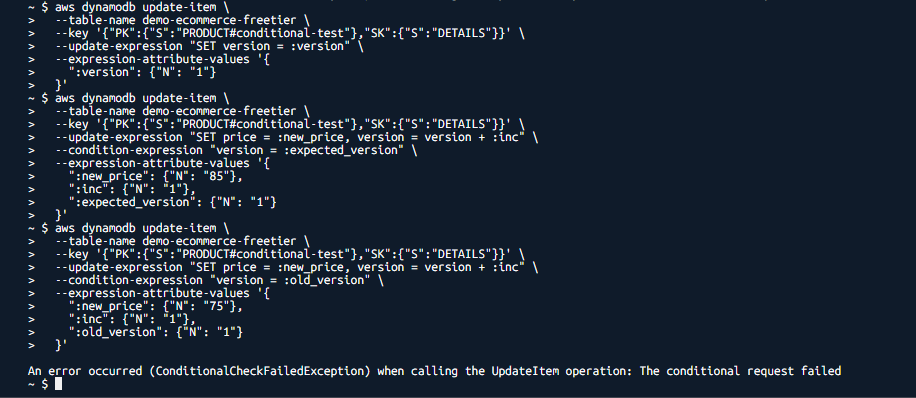 ~ $ aws dynamodb update-item \
>   --table-name demo-ecommerce-freetier \
>   --key '{"PK":{"S":"PRODUCT#conditional-test"},"SK":{"S":"DETAILS"}}' \
>   --update-expression "SET version = :version" \
>   --expression-attribute-values '{
>     ":version": {"N": "1"}
>   }'
~ $ aws dynamodb update-item \
>   --table-name demo-ecommerce-freetier \
>   --key '{"PK":{"S":"PRODUCT#conditional-test"},"SK":{"S":"DETAILS"}}' \
>   --update-expression "SET price = :new_price, version = version + :inc" \
>   --condition-expression "version = :expected_version" \
>   --expression-attribute-values '{
>     ":new_price": {"N": "85"},
>     ":inc": {"N": "1"},
>     ":expected_version": {"N": "1"}
>   }'
~ $ aws dynamodb update-item \
>   --table-name demo-ecommerce-freetier \
>   --key '{"PK":{"S":"PRODUCT#conditional-test"},"SK":{"S":"DETAILS"}}' \
>   --update-expression "SET price = :new_price, version = version + :inc" \
>   --condition-expression "version = :old_version" \
>   --expression-attribute-values '{
>     ":new_price": {"N": "75"},
>     ":inc": {"N": "1"},
>     ":old_version": {"N": "1"}
>   }'
An error occurred (ConditionalCheckFailedException) when calling the UpdateItem operation: The conditional request failed
~ $